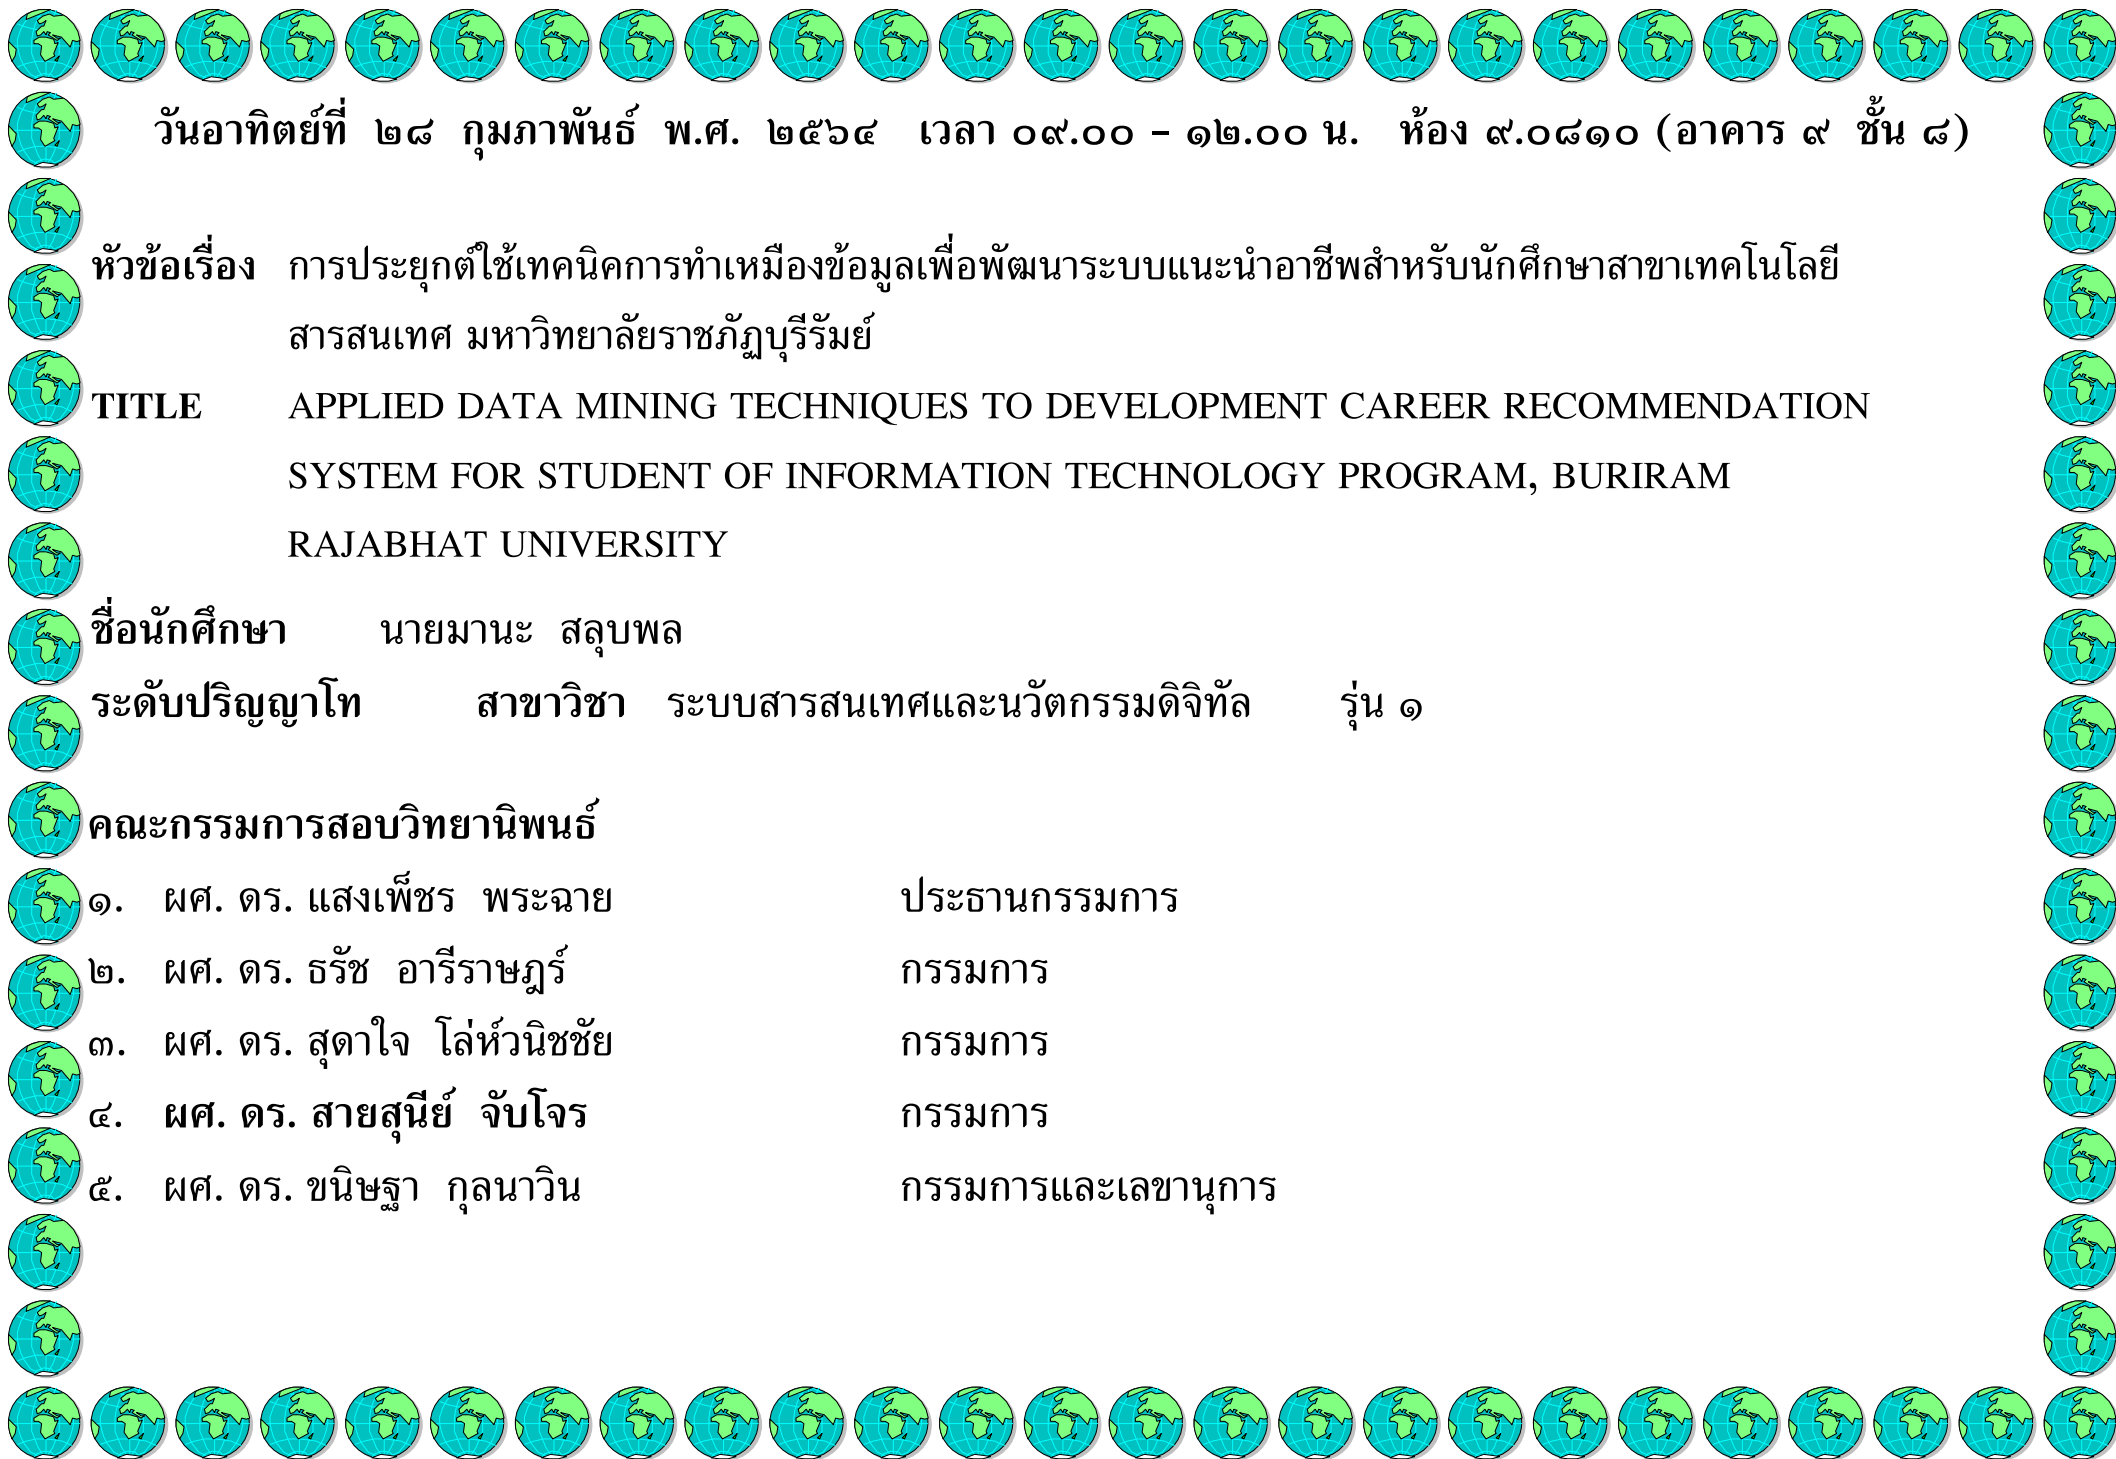 วันอาทิตย์ที่ ๒๘ กุมภาพันธ์ พ.ศ. ๒๕๖๔ เวลา ๐๙.๐๐ - ๑๒.๐๐ น. ห้อง ๙.๐๘๑๐ (อาคาร ๙ ชั้น ๘)
หัวข้อเรื่อง การประยุกต์ใช้เทคนิคการทำเหมืองข้อมูลเพื่อพัฒนาระบบแนะนำอาชีพสำหรับนักศึกษาสาขาเทคโนโลยี
สารสนเทศ มหาวิทยาลัยราชภัฏบุรีรัมย์
TITLE APPLIED DATA MINING TECHNIQUES TO DEVELOPMENT CAREER RECOMMENDATION
SYSTEM FOR STUDENT OF INFORMATION TECHNOLOGY PROGRAM, BURIRAM
RAJABHAT UNIVERSITY
ชื่อนักศึกษา นายมานะ สลุบพล
ระดับปริญญาโท สาขาวิชา ระบบสารสนเทศและนวัตกรรมดิจิทัล รุ่น ๑
คณะกรรมการสอบวิทยานิพนธ์
๑. ผศ. ดร. แสงเพ็ชร พระฉาย ประธานกรรมการ
๒. ผศ. ดร. ธรัช อารีราษฎร์ กรรมการ
๓. ผศ. ดร. สุดาใจ โล่ห์วนิชชัย กรรมการ
๔. ผศ. ดร. สายสุนีย์ จับโจร กรรมการ
๕. ผศ. ดร. ขนิษฐา กุลนาวิน กรรมการและเลขานุการ